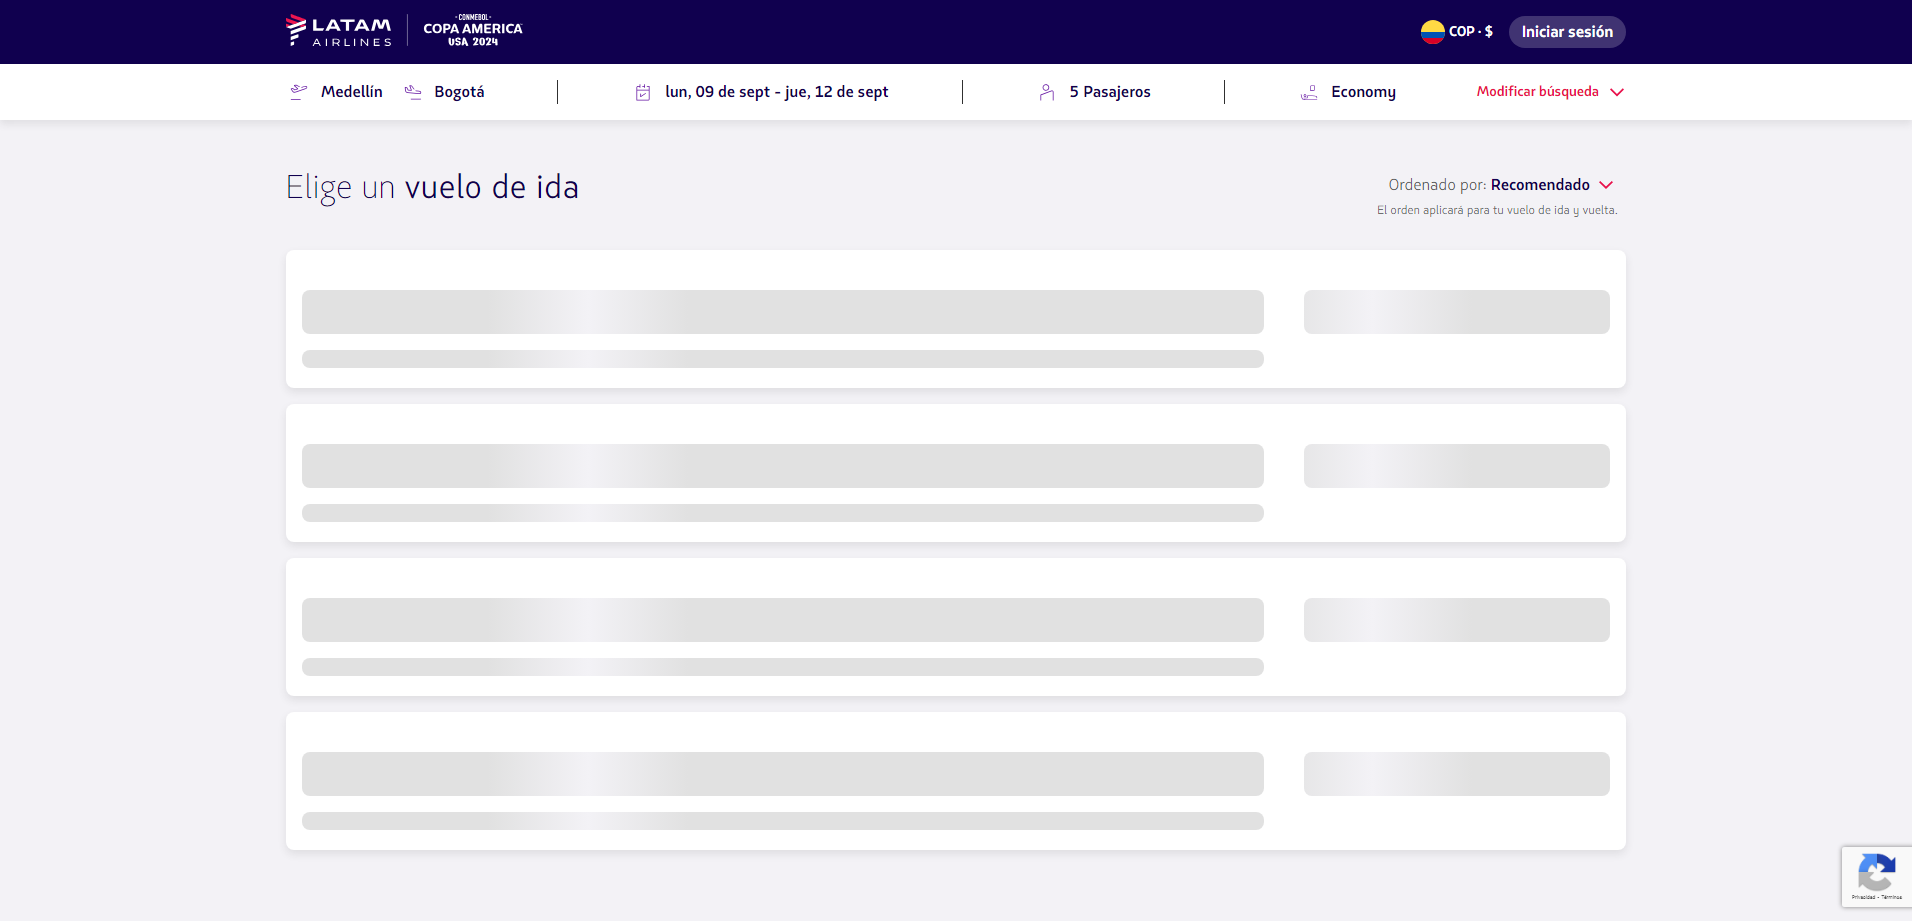 LATAM
AIRLINES
·CONMEBOL·
COPA AMERICA
USA 2024
COP · $
Iniciar sesión
Medellín
Bogotá
lun, 09 de sept - jue, 12 de sept
5 Pasajeros
Economy
Modificar búsqueda
Elige un vuelo de ida
Ordenado por: Recomendado
El orden aplicará para tu vuelo de ida y vuelta.
Privacidad - Términos